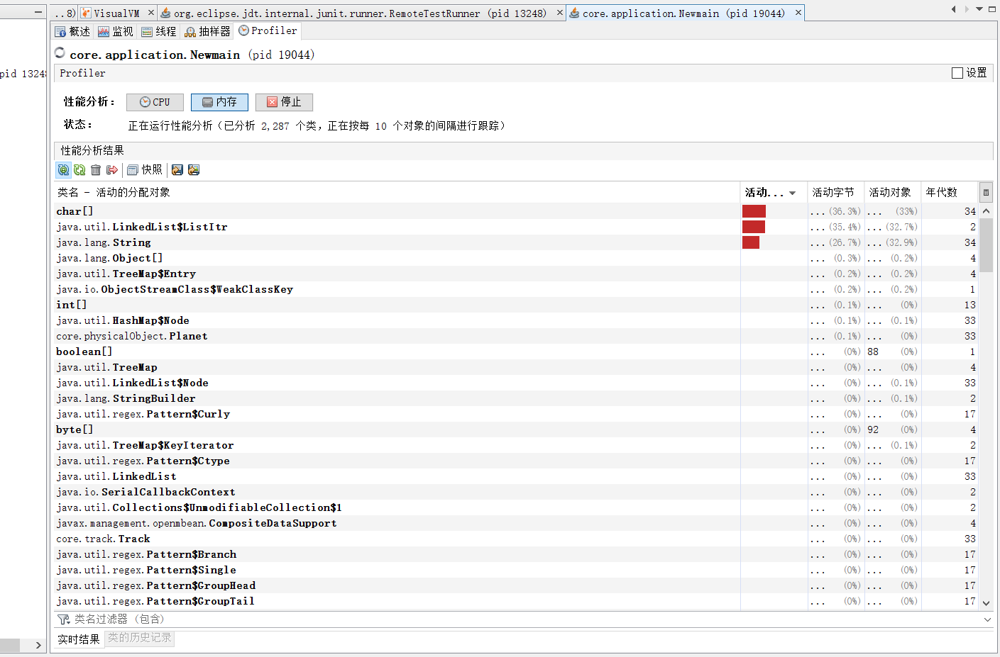 ..8) VisualVM × org.eclipse.jdt.internal.junit.runner.RemoteTestRunner (pid 13248) × core.application.Newmain (pid 19044) ×
概述 监视 线程 抽样器 Profiler
core.application.Newmain (pid 19044)
pid 13248
Profiler 设置
性能分析: CPU 内存 停止
状态: 正在运行性能分析（已分析 2,287 个类，正在按每 10 个对象的间隔进行跟踪）
性能分析结果
快照
类名 - 活动的分配对象 活动... 活动字节 活动对象 年代数
char[] ... (36.3%) ... (33%) 34
java.util.LinkedList$ListItr ... (35.4%) ... (32.7%) 2
java.lang.String ... (26.7%) ... (32.9%) 34
java.lang.Object[] ... (0.3%) ... (0.2%) 4
java.util.TreeMap$Entry ... (0.2%) ... (0.2%) 4
java.io.ObjectStreamClass$WeakClassKey ... (0.2%) ... (0.2%) 1
int[] ... (0.1%) ... (0%) 13
java.util.HashMap$Node ... (0.1%) ... (0.1%) 33
core.physicalObject.Planet ... (0.1%) ... (0%) 33
boolean[] ... (0%) 88 (0%) 1
java.util.TreeMap ... (0%) ... (0%) 4
java.util.LinkedList$Node ... (0%) ... (0.1%) 33
java.lang.StringBuilder ... (0%) ... (0.1%) 2
java.util.regex.Pattern$Curly ... (0%) ... (0%) 17
byte[] ... (0%) 92 (0%) 4
java.util.TreeMap$KeyIterator ... (0%) ... (0.1%) 2
java.util.regex.Pattern$Ctype ... (0%) ... (0%) 17
java.util.LinkedList ... (0%) ... (0%) 33
java.io.SerialCallbackContext ... (0%) ... (0%) 2
java.util.Collections$UnmodifiableCollection$1 ... (0%) ... (0%) 2
javax.management.openmbean.CompositeDataSupport ... (0%) ... (0%) 4
core.track.Track ... (0%) ... (0%) 33
java.util.regex.Pattern$Branch ... (0%) ... (0%) 17
java.util.regex.Pattern$Single ... (0%) ... (0%) 17
java.util.regex.Pattern$GroupHead ... (0%) ... (0%) 17
java.util.regex.Pattern$GroupTail ... (0%) ... (0%) 17
类名过滤器 (包含)
实时结果 类的历史记录